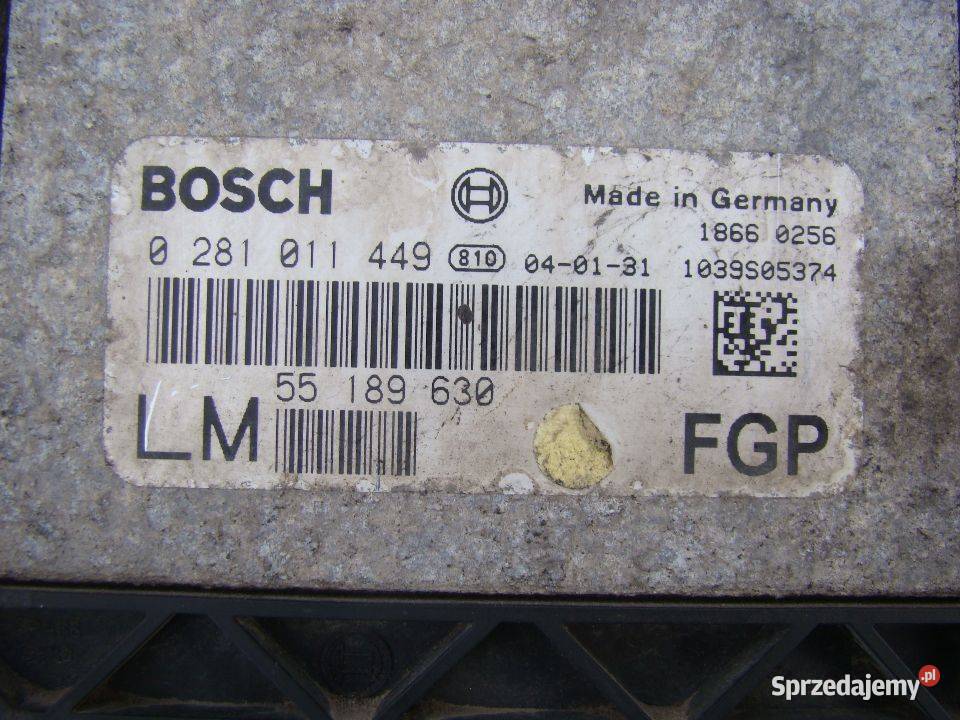 BOSCH
Made in Germany
1866 0256
0 281 011 449 810 04-01-31 1039S05374
55 189 630
LM
FGP
Sprzedajemy.pl